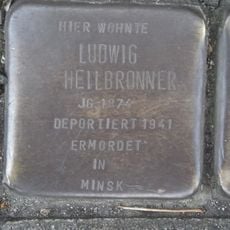 HIER WOHNTE
LUDWIG
HEILBRONNER
JG. 1874
DEPORTIERT 1941
ERMORDET
IN
MINSK